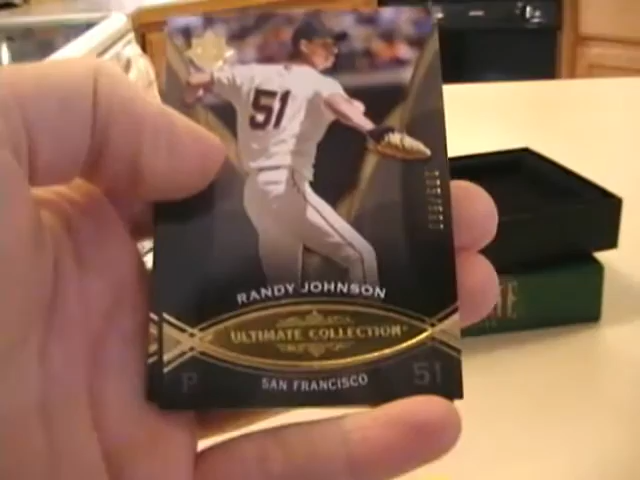 51
RANDY JOHNSON
ULTIMATE COLLECTION
P
SAN FRANCISCO
51